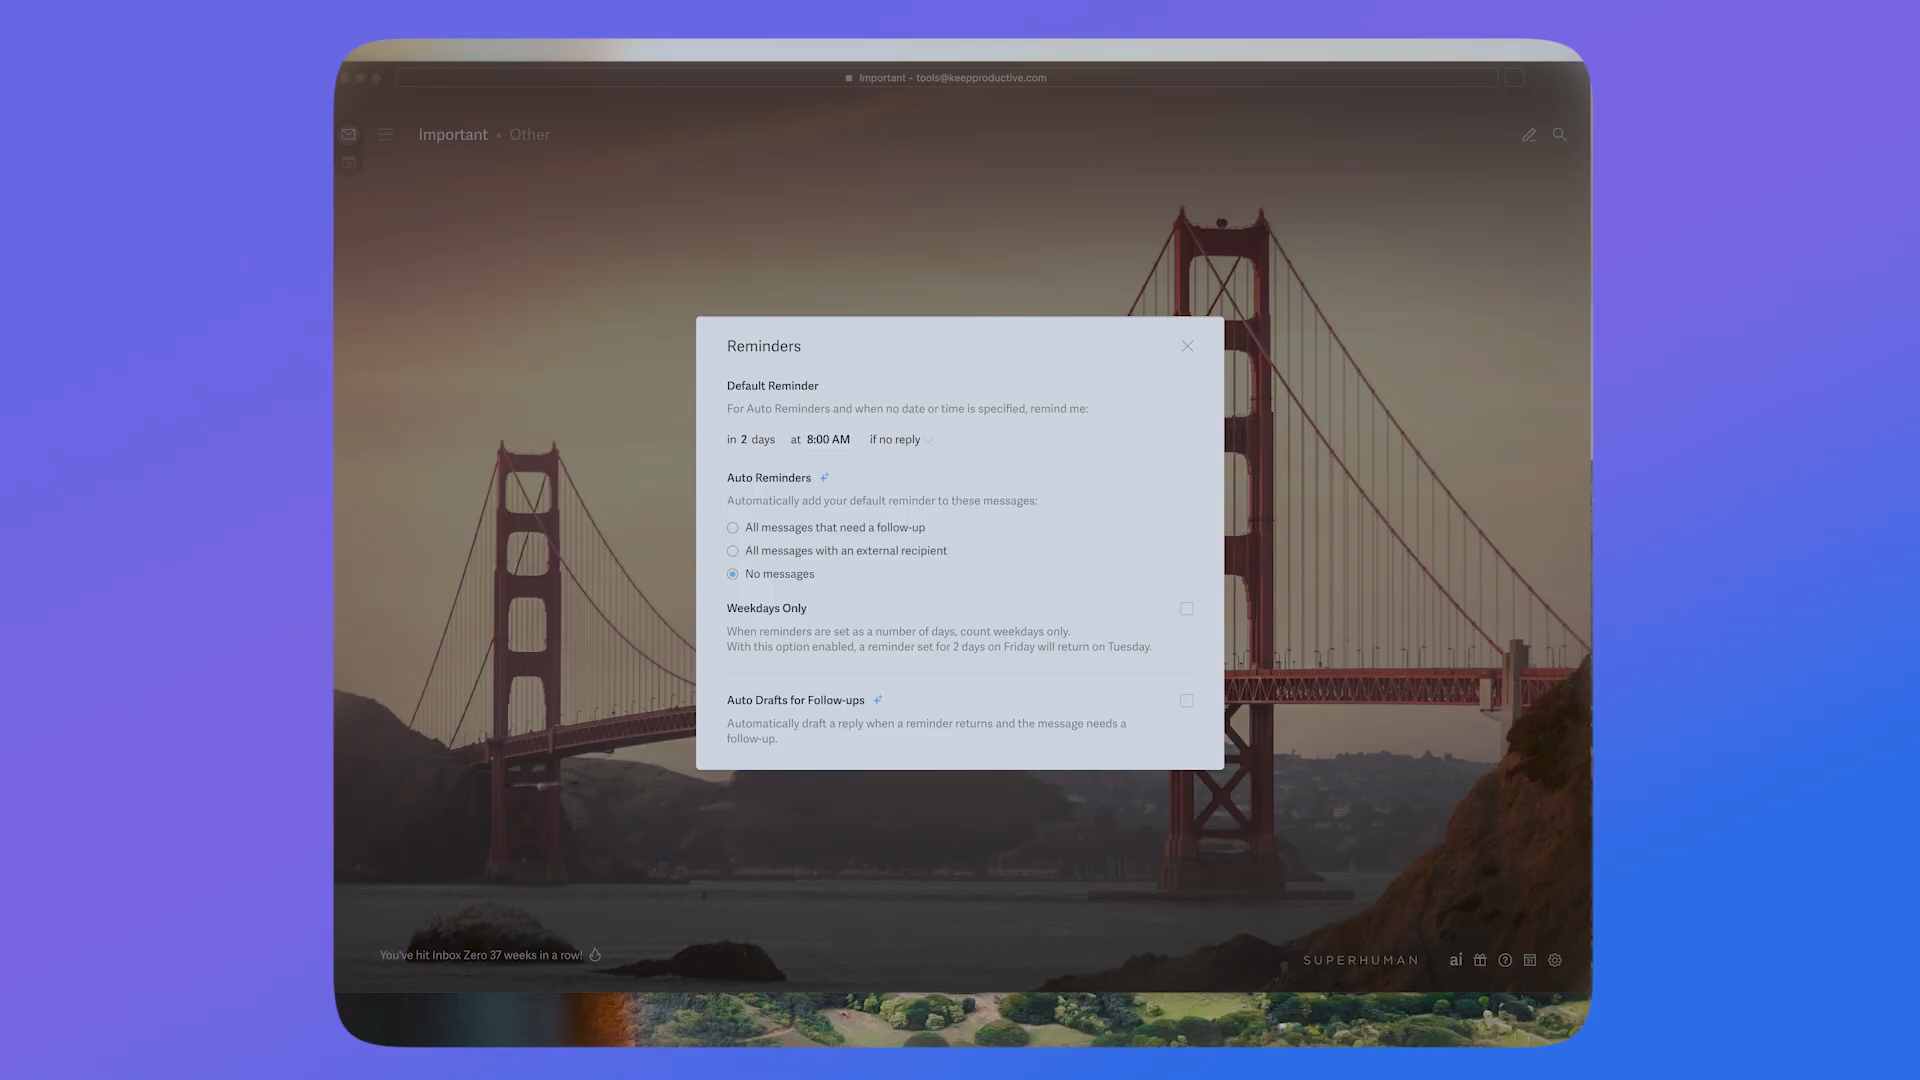 Important - tools@keepproductive.com
Important • Other
Reminders
Default Reminder
For Auto Reminders and when no date or time is specified, remind me:
in 2 days at 8:00 AM if no reply
Auto Reminders
Automatically add your default reminder to these messages:
All messages that need a follow-up
All messages with an external recipient
No messages
Weekdays Only
When reminders are set as a number of days, count weekdays only.
With this option enabled, a reminder set for 2 days on Friday will return on Tuesday.
Auto Drafts for Follow-ups
Automatically draft a reply when a reminder returns and the message needs a
follow-up.
You've hit Inbox Zero 37 weeks in a row!
SUPERHUMAN ai